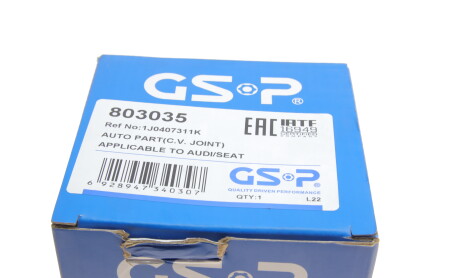 GSP®
803035
Ref No:1J0407311K
AUTO PART(C.V. JOINT)
APPLICABLE TO AUDI/SEAT
EAC IATF
16949
6 928947 340307
GSP®
QUALITY DRIVEN PERFORMANCE
QTY:1 L22
GSP